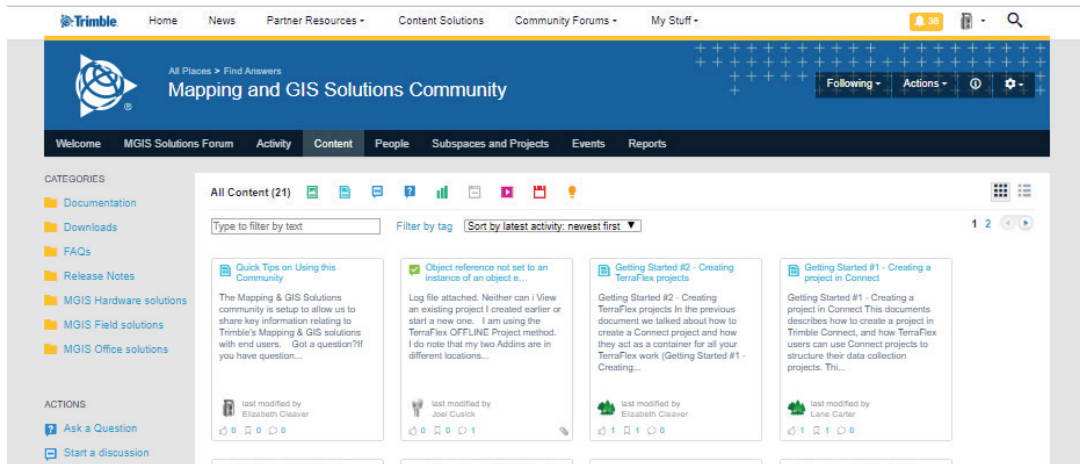 Trimble Home News Partner Resources Content Solutions Community Forums My Stuff 38
All Places > Find Answers
Mapping and GIS Solutions Community
Following Actions
®
Welcome MGIS Solutions Forum Activity Content People Subspaces and Projects Events Reports
CATEGORIES
Documentation
Downloads
FAQs
Release Notes
MGIS Hardware solutions
MGIS Field solutions
MGIS Office solutions
ACTIONS
Ask a Question
Start a discussion
All Content (21)
Type to filter by text Filter by tag Sort by latest activity: newest first 1 2
Quick Tips on Using this
Community
The Mapping & GIS Solutions
community is setup to allow us to
share key information relating to
Trimble's Mapping & GIS solutions
with end users. Got a question?If
you have question...
last modified by
Elizabeth Cleaver
0 0 0
Object reference not set to an
instance of an object e...
Log file attached. Neither can i View
an existing project I created earlier or
start a new one. I am using the
TerraFlex OFFLINE Project method.
I do note that my two Addins are in
different locations...
last modified by
Joel Cusick
0 0 1
Getting Started #2 - Creating
TerraFlex projects
Getting Started #2 - Creating
TerraFlex projects In the previous
document we talked about how to
create a Connect project and how
they act as a container for all your
TerraFlex work (Getting Started #1 -
Creating...
last modified by
Elizabeth Cleaver
1 1 0
Getting Started #1 - Creating a
project in Connect
Getting Started #1 - Creating a
project in Connect This documents
describes how to create a project in
Trimble Connect, and how TerraFlex
users can use Connect projects to
structure their data collection
projects. Thi...
last modified by
Lane Carter
1 1 0